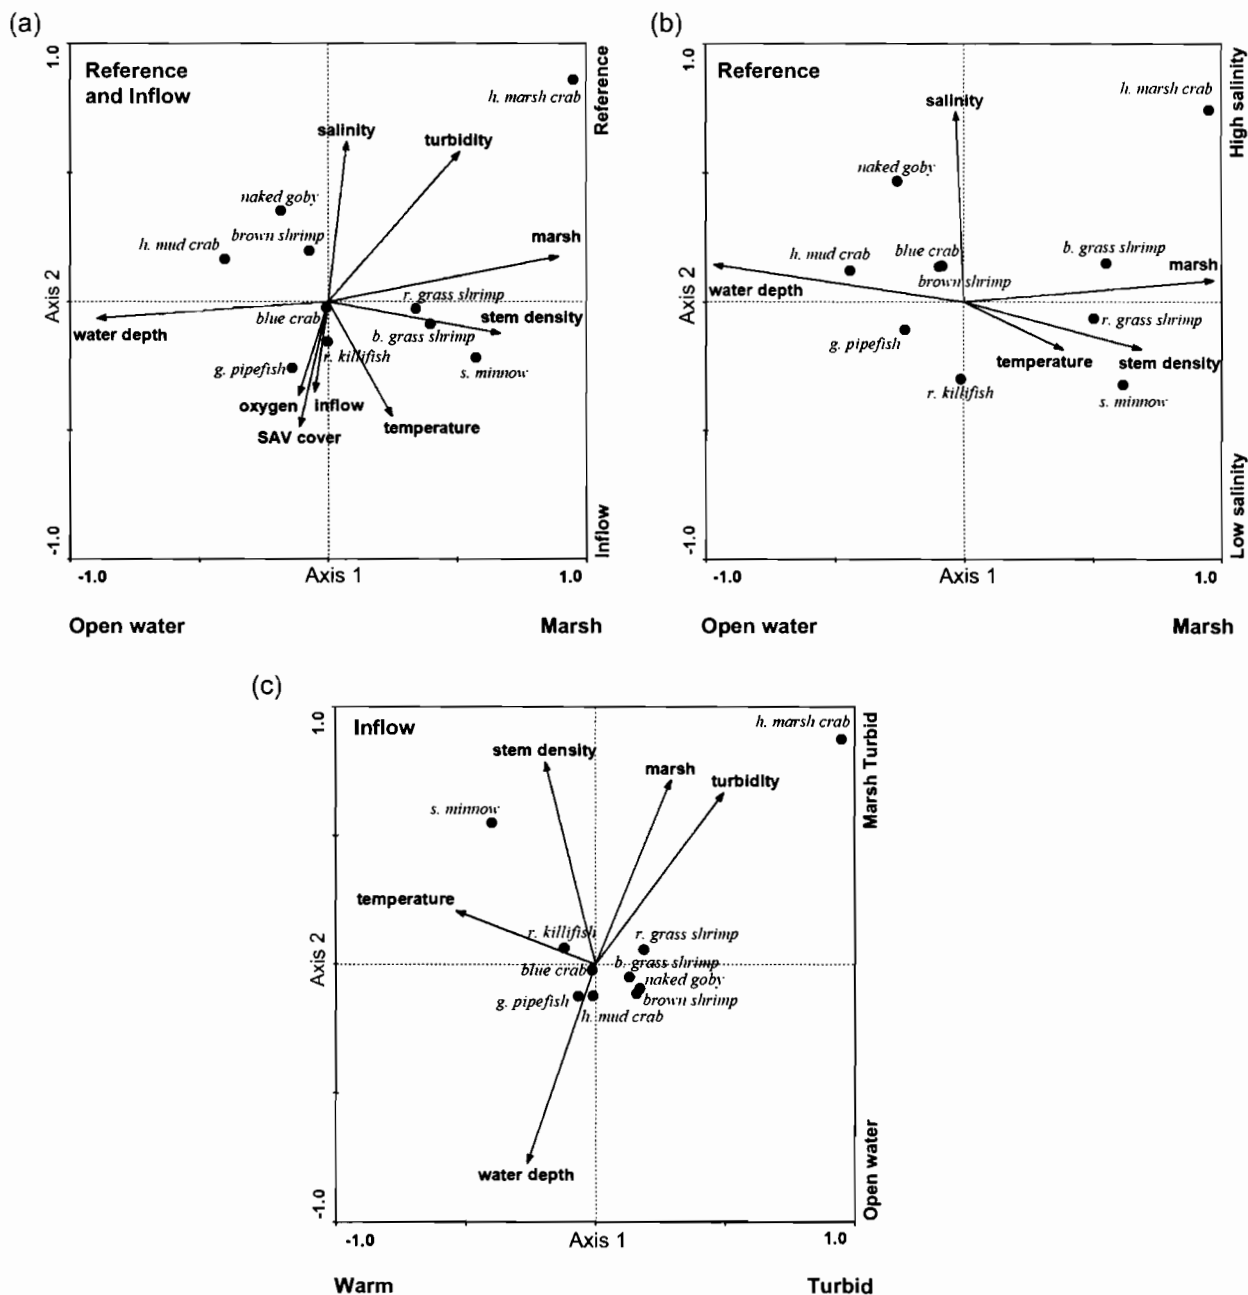 (a)
Reference
and Inflow
h. marsh crab
salinity
turbidity
naked goby
brown shrimp
h. mud crab
marsh
r. grass shrimp
stem density
blue crab
b. grass shrimp
water depth
r. killifish
g. pipefish
s. minnow
oxygen
inflow
SAV cover
temperature
1.0
Axis 2
-1.0
Reference
Inflow
-1.0
Axis 1
1.0
Open water
Marsh
(b)
Reference
h. marsh crab
salinity
naked goby
h. mud crab
blue crab
b. grass shrimp
marsh
brown shrimp
water depth
r. grass shrimp
g. pipefish
temperature
stem density
r. killifish
s. minnow
1.0
Axis 2
-1.0
High salinity
Low salinity
-1.0
Axis 1
1.0
Open water
Marsh
(c)
Inflow
h. marsh crab
stem density
marsh
turbidity
s. minnow
temperature
r. killifish
r. grass shrimp
blue crab
b. grass shrimp
naked goby
g. pipefish
brown shrimp
h. mud crab
water depth
1.0
Axis 2
-1.0
Marsh Turbid
Open water
-1.0
Axis 1
1.0
Warm
Turbid